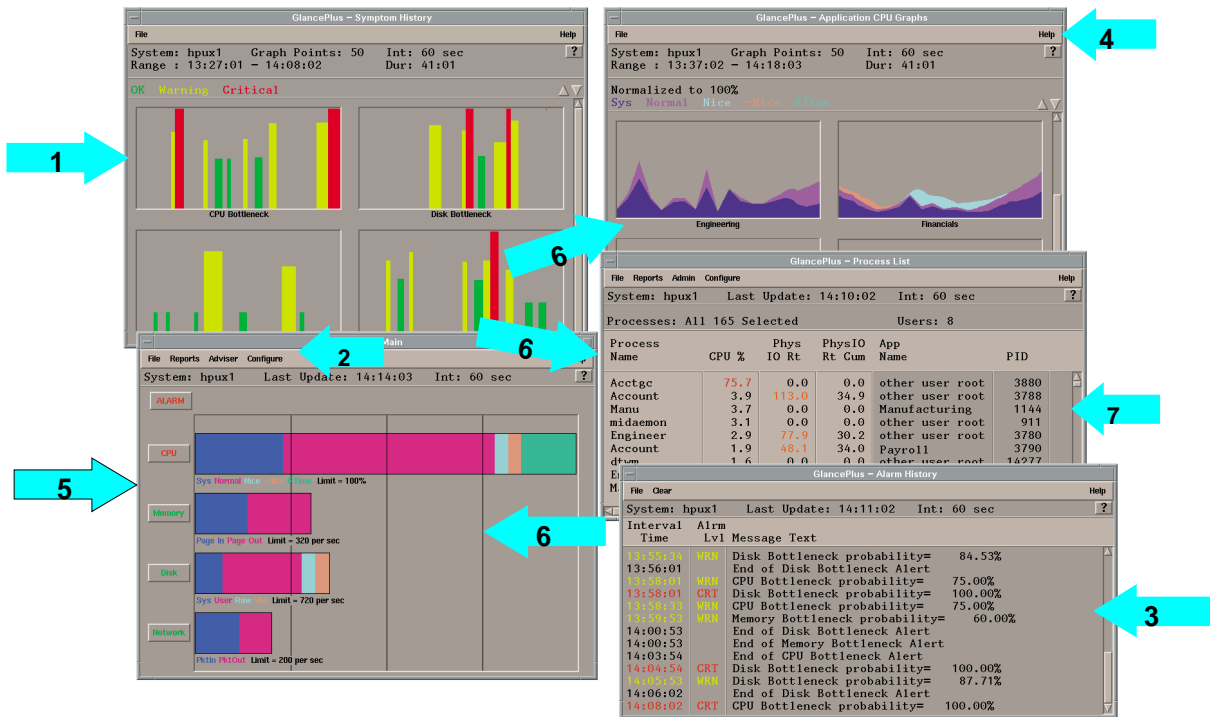 GlancePlus – Symptom History
File Help
System: hpux1 Graph Points: 50 Int: 60 sec ?
Range : 13:27:01 – 14:08:02 Dur: 41:01
OK Warning Critical
CPU Bottleneck
Disk Bottleneck
1
GlancePlus – Application CPU Graphs
File Help
4
System: hpux1 Graph Points: 50 Int: 60 sec ?
Range : 13:37:02 – 14:18:03 Dur: 41:01
Normalized to 100%
Sys Normal Nice -Nice RTime
Engineering
Financials
6
GlancePlus – Process List
File Reports Admin Configure Help
System: hpux1 Last Update: 14:10:02 Int: 60 sec ?
Processes: All 165 Selected Users: 8
Process Phys PhysIO App
Name CPU % IO Rt Rt Cum Name PID
Acctgc 75.7 0.0 0.0 other user root 3880
Account 3.9 113.0 34.9 other user root 3788
Manu 3.7 0.0 0.0 Manufacturing 1144
midaemon 3.1 0.0 0.0 other user root 911
Engineer 2.9 77.9 30.2 other user root 3780
Account 1.9 48.1 34.0 Payroll 3790
dtwm 1.6 0.0 0.0 other user root 14277
6
7
Main
File Reports Adviser Configure
2
System: hpux1 Last Update: 14:14:03 Int: 60 sec ?
ALARM
CPU
Sys Normal Nice -Nice RTime Limit = 100%
Memory
Page In Page Out Limit = 320 per sec
Disk
Sys User Raw Limit = 720 per sec
Network
PktIn PktOut Limit = 200 per sec
5
6
GlancePlus – Alarm History
File Clear Help
System: hpux1 Last Update: 14:11:02 Int: 60 sec ?
Interval Alrm
Time Lvl Message Text
13:55:34 WRN Disk Bottleneck probability= 84.53%
13:56:01 End of Disk Bottleneck Alert
13:58:01 WRN CPU Bottleneck probability= 75.00%
13:58:01 CRT Disk Bottleneck probability= 100.00%
13:58:33 WRN CPU Bottleneck probability= 75.00%
13:59:53 WRN Memory Bottleneck probability= 60.00%
14:00:53 End of Disk Bottleneck Alert
14:00:53 End of Memory Bottleneck Alert
14:03:54 End of CPU Bottleneck Alert
14:04:54 CRT Disk Bottleneck probability= 100.00%
14:05:53 WRN Disk Bottleneck probability= 87.71%
14:06:02 End of Disk Bottleneck Alert
14:08:02 CRT CPU Bottleneck probability= 100.00%
3